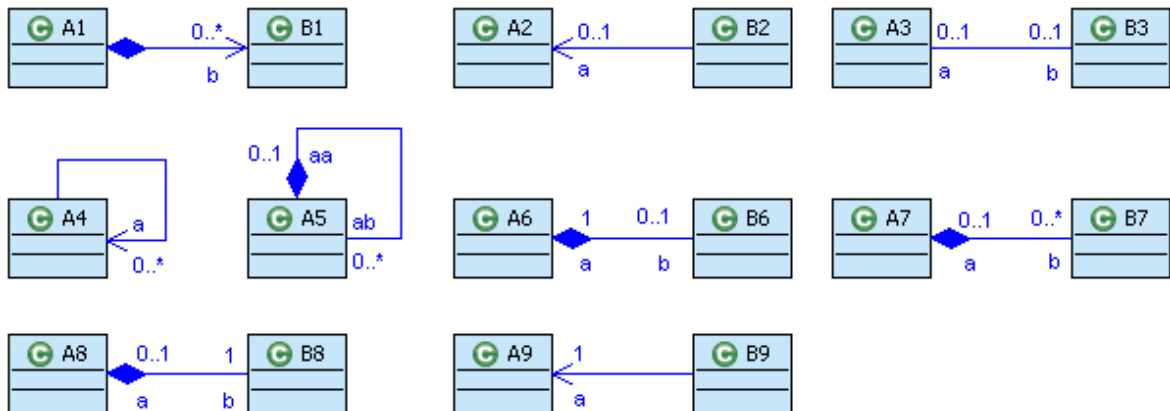 A1 0..* b B1
A2 0..1 a B2
A3 0..1 a 0..1 b B3
A4 a 0..*
0..1 aa A5 ab 0..*
A6 1 a 0..1 b B6
A7 0..1 a 0..* b B7
A8 0..1 a 1 b B8
A9 1 a B9